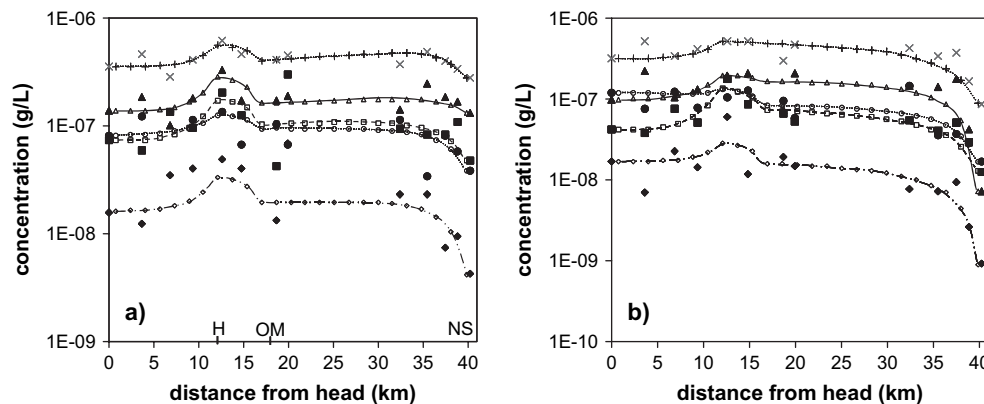 1E-06
1E-07
1E-08
1E-09
concentration (g/L)
a)
H
OM
NS
0 5 10 15 20 25 30 35 40
distance from head (km)
1E-06
1E-07
1E-08
1E-09
1E-10
concentration (g/L)
b)
0 5 10 15 20 25 30 35 40
distance from head (km)